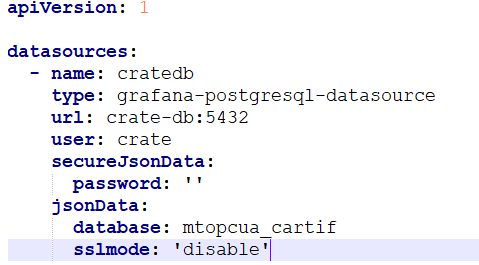 apiVersion: 1
datasources:
- name: cratedb
type: grafana-postgresql-datasource
url: crate-db:5432
user: crate
secureJsonData:
password: ''
jsonData:
database: mtopcua_cartif
sslmode: 'disable'